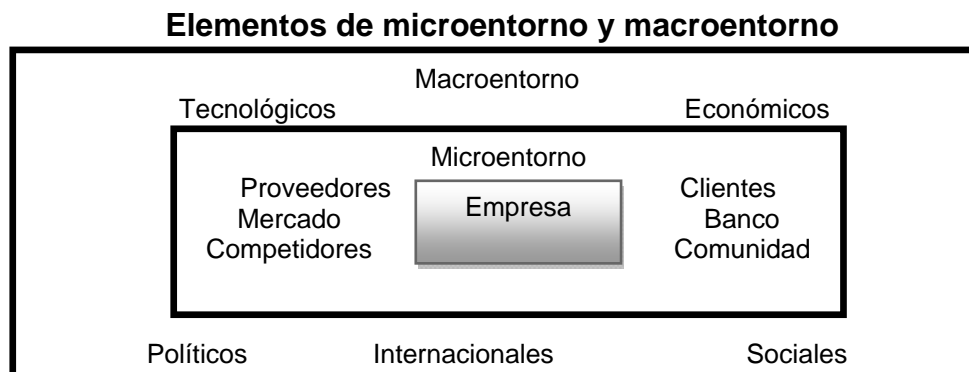 Elementos de microentorno y macroentorno
Macroentorno
Tecnológicos Económicos
Microentorno
Proveedores Empresa Clientes
Mercado Banco
Competidores Comunidad
Políticos Internacionales Sociales